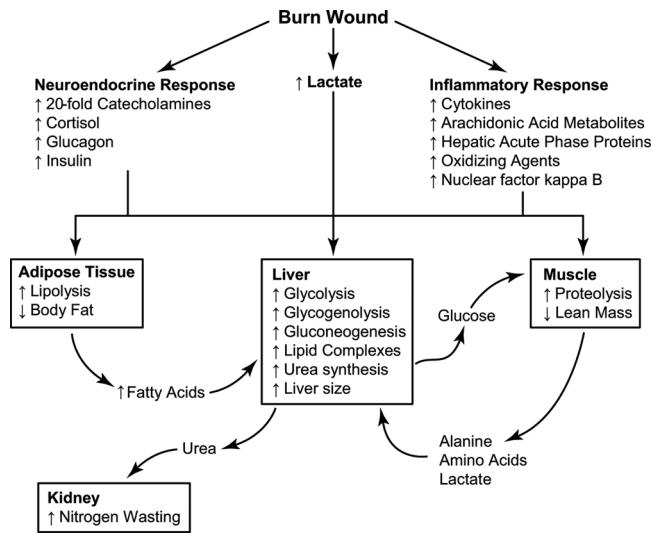 Burn Wound
Neuroendocrine Response
↑ 20-fold Catecholamines
↑ Cortisol
↑ Glucagon
↑ Insulin
↑ Lactate
Inflammatory Response
↑ Cytokines
↑ Arachidonic Acid Metabolites
↑ Hepatic Acute Phase Proteins
↑ Oxidizing Agents
↑ Nuclear factor kappa B
Adipose Tissue
↑ Lipolysis
↓ Body Fat
Liver
↑ Glycolysis
↑ Glycogenolysis
↑ Gluconeogenesis
↑ Lipid Complexes
↑ Urea synthesis
↑ Liver size
Muscle
↑ Proteolysis
↓ Lean Mass
Glucose
↑ Fatty Acids
Alanine
Amino Acids
Lactate
Urea
Kidney
↑ Nitrogen Wasting